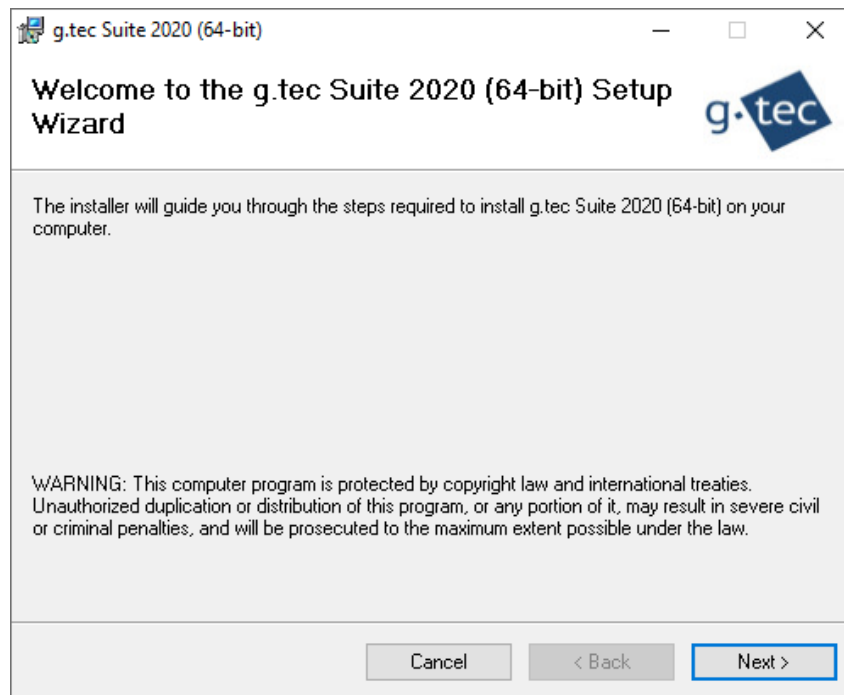 g.tec Suite 2020 (64-bit)
Welcome to the g.tec Suite 2020 (64-bit) Setup
Wizard
g.tec
The installer will guide you through the steps required to install g.tec Suite 2020 (64-bit) on your
computer.
WARNING: This computer program is protected by copyright law and international treaties.
Unauthorized duplication or distribution of this program, or any portion of it, may result in severe civil
or criminal penalties, and will be prosecuted to the maximum extent possible under the law.
Cancel
< Back
Next >